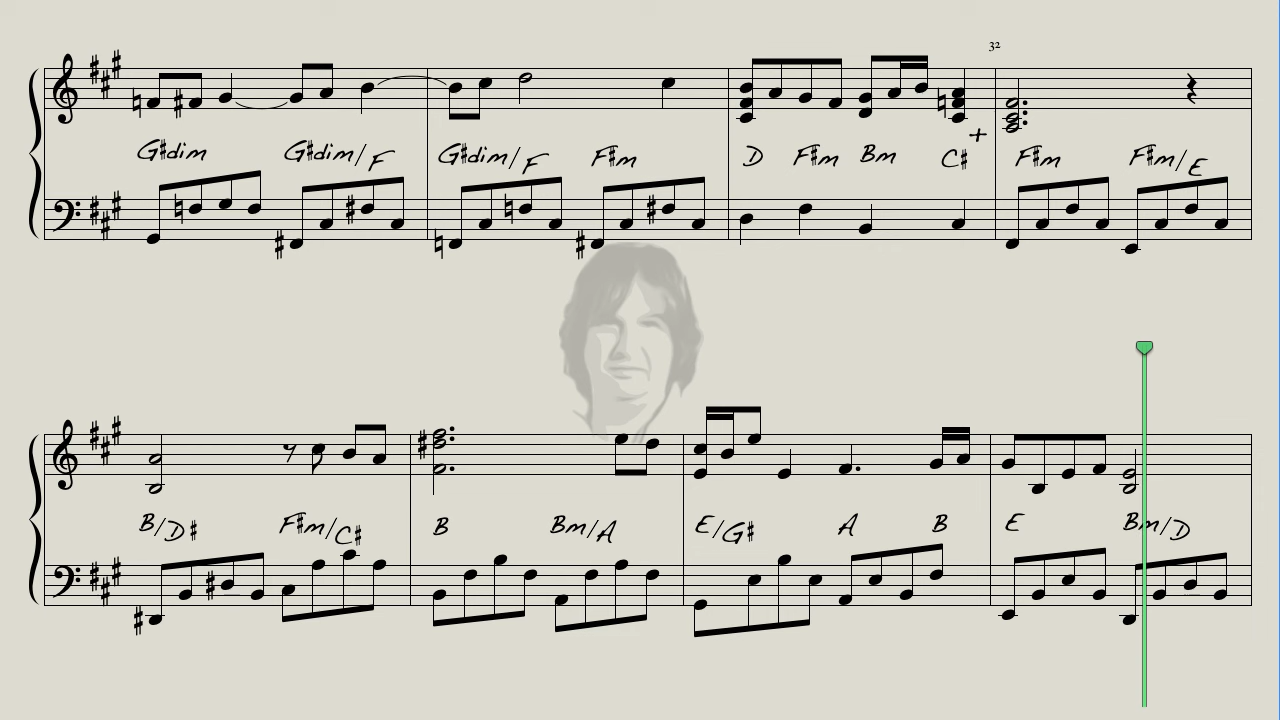 32
G#dim G#dim/F G#dim/F F#m D F#m Bm C#+ F#m F#m/E
B/D# F#m/C# B Bm/A E/G# A B E Bm/D